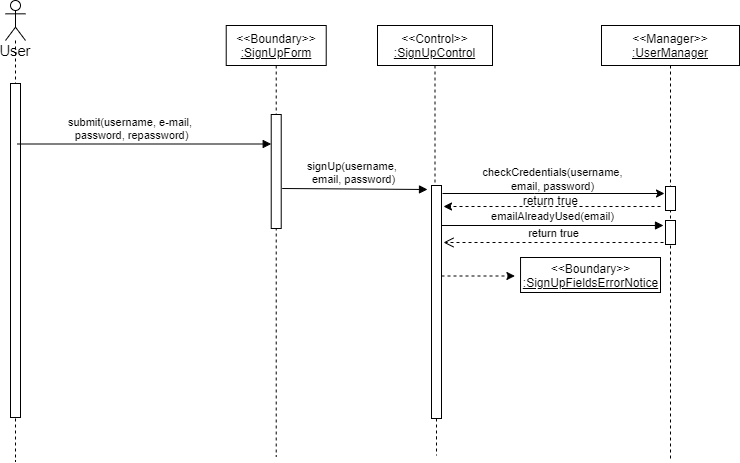 User
<<Boundary>>
:SignUpForm
<<Control>>
:SignUpControl
<<Manager>>
:UserManager
submit(username, e-mail,
password, repassword)
signUp(username,
email, password)
checkCredentials(username,
email, password)
return true
emailAlreadyUsed(email)
return true
<<Boundary>>
:SignUpFieldsErrorNotice